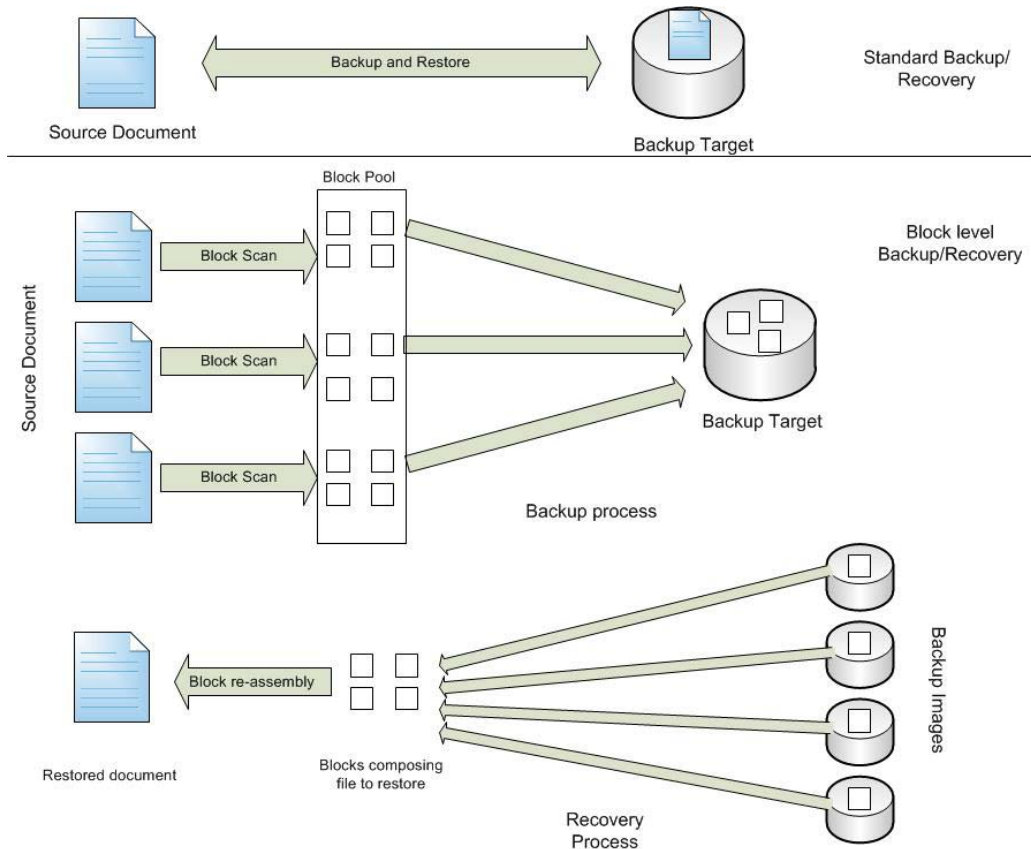 Backup and Restore
Standard Backup/
Recovery
Source Document
Backup Target
Block Pool
Block level
Backup/Recovery
Source Document
Block Scan
Block Scan
Block Scan
Backup Target
Backup process
Block re-assembly
Backup Images
Restored document
Blocks composing
file to restore
Recovery
Process